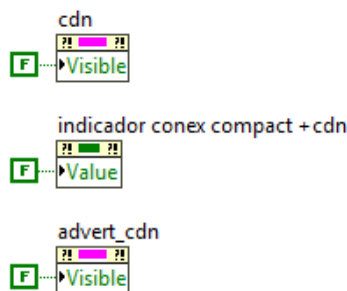 cdn
?! ?!
F Visible
indicador conex compact +cdn
?! ?!
F Value
advert_cdn
?! ?!
F Visible